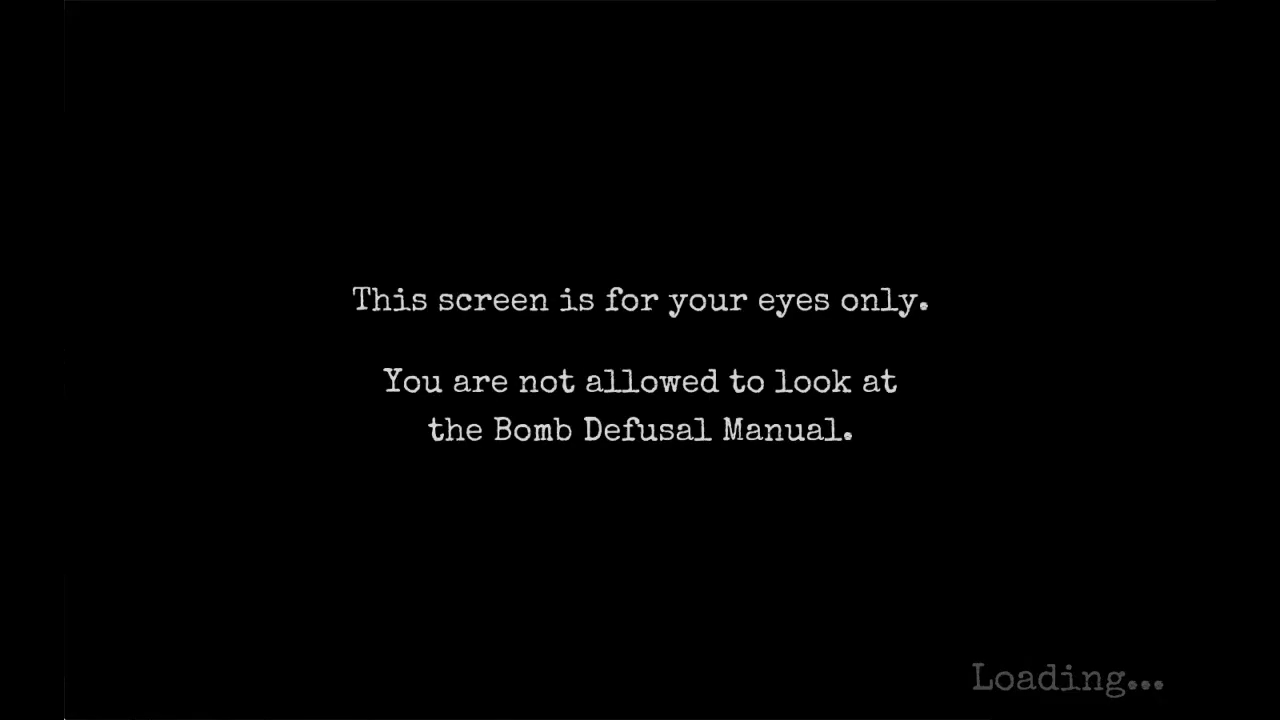 This screen is for your eyes only.
You are not allowed to look at
the Bomb Defusal Manual.
Loading...